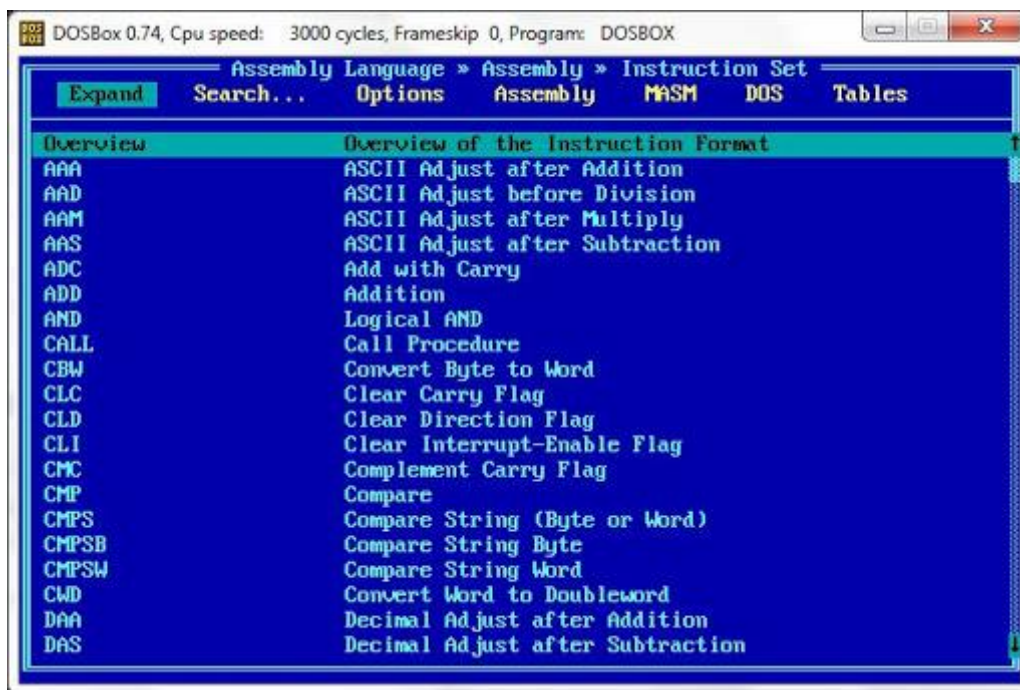 DOS BOX DOSBox 0.74, Cpu speed: 3000 cycles, Frameskip 0, Program: DOSBOX
Assembly Language » Assembly » Instruction Set
Expand Search... Options Assembly MASM DOS Tables
Overview Overview of the Instruction Format
AAA ASCII Adjust after Addition
AAD ASCII Adjust before Division
AAM ASCII Adjust after Multiply
AAS ASCII Adjust after Subtraction
ADC Add with Carry
ADD Addition
AND Logical AND
CALL Call Procedure
CBW Convert Byte to Word
CLC Clear Carry Flag
CLD Clear Direction Flag
CLI Clear Interrupt-Enable Flag
CMC Complement Carry Flag
CMP Compare
CMPS Compare String (Byte or Word)
CMPSB Compare String Byte
CMPSW Compare String Word
CWD Convert Word to Doubleword
DAA Decimal Adjust after Addition
DAS Decimal Adjust after Subtraction